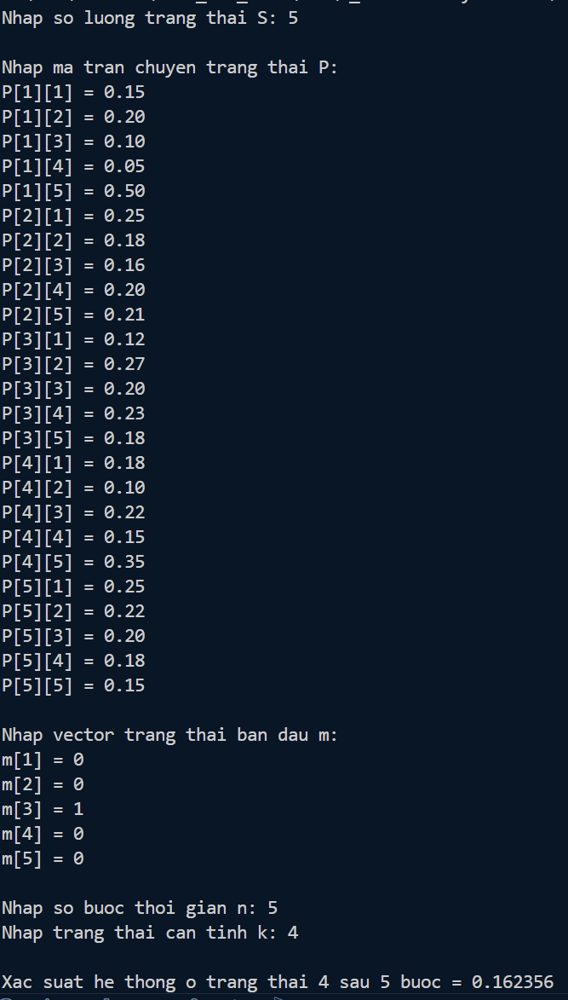 Nhap so luong trang thai S: 5
Nhap ma tran chuyen trang thai P:
P[1][1] = 0.15
P[1][2] = 0.20
P[1][3] = 0.10
P[1][4] = 0.05
P[1][5] = 0.50
P[2][1] = 0.25
P[2][2] = 0.18
P[2][3] = 0.16
P[2][4] = 0.20
P[2][5] = 0.21
P[3][1] = 0.12
P[3][2] = 0.27
P[3][3] = 0.20
P[3][4] = 0.23
P[3][5] = 0.18
P[4][1] = 0.18
P[4][2] = 0.10
P[4][3] = 0.22
P[4][4] = 0.15
P[4][5] = 0.35
P[5][1] = 0.25
P[5][2] = 0.22
P[5][3] = 0.20
P[5][4] = 0.18
P[5][5] = 0.15
Nhap vector trang thai ban dau m:
m[1] = 0
m[2] = 0
m[3] = 1
m[4] = 0
m[5] = 0
Nhap so buoc thoi gian n: 5
Nhap trang thai can tinh k: 4
Xac suat he thong o trang thai 4 sau 5 buoc = 0.162356